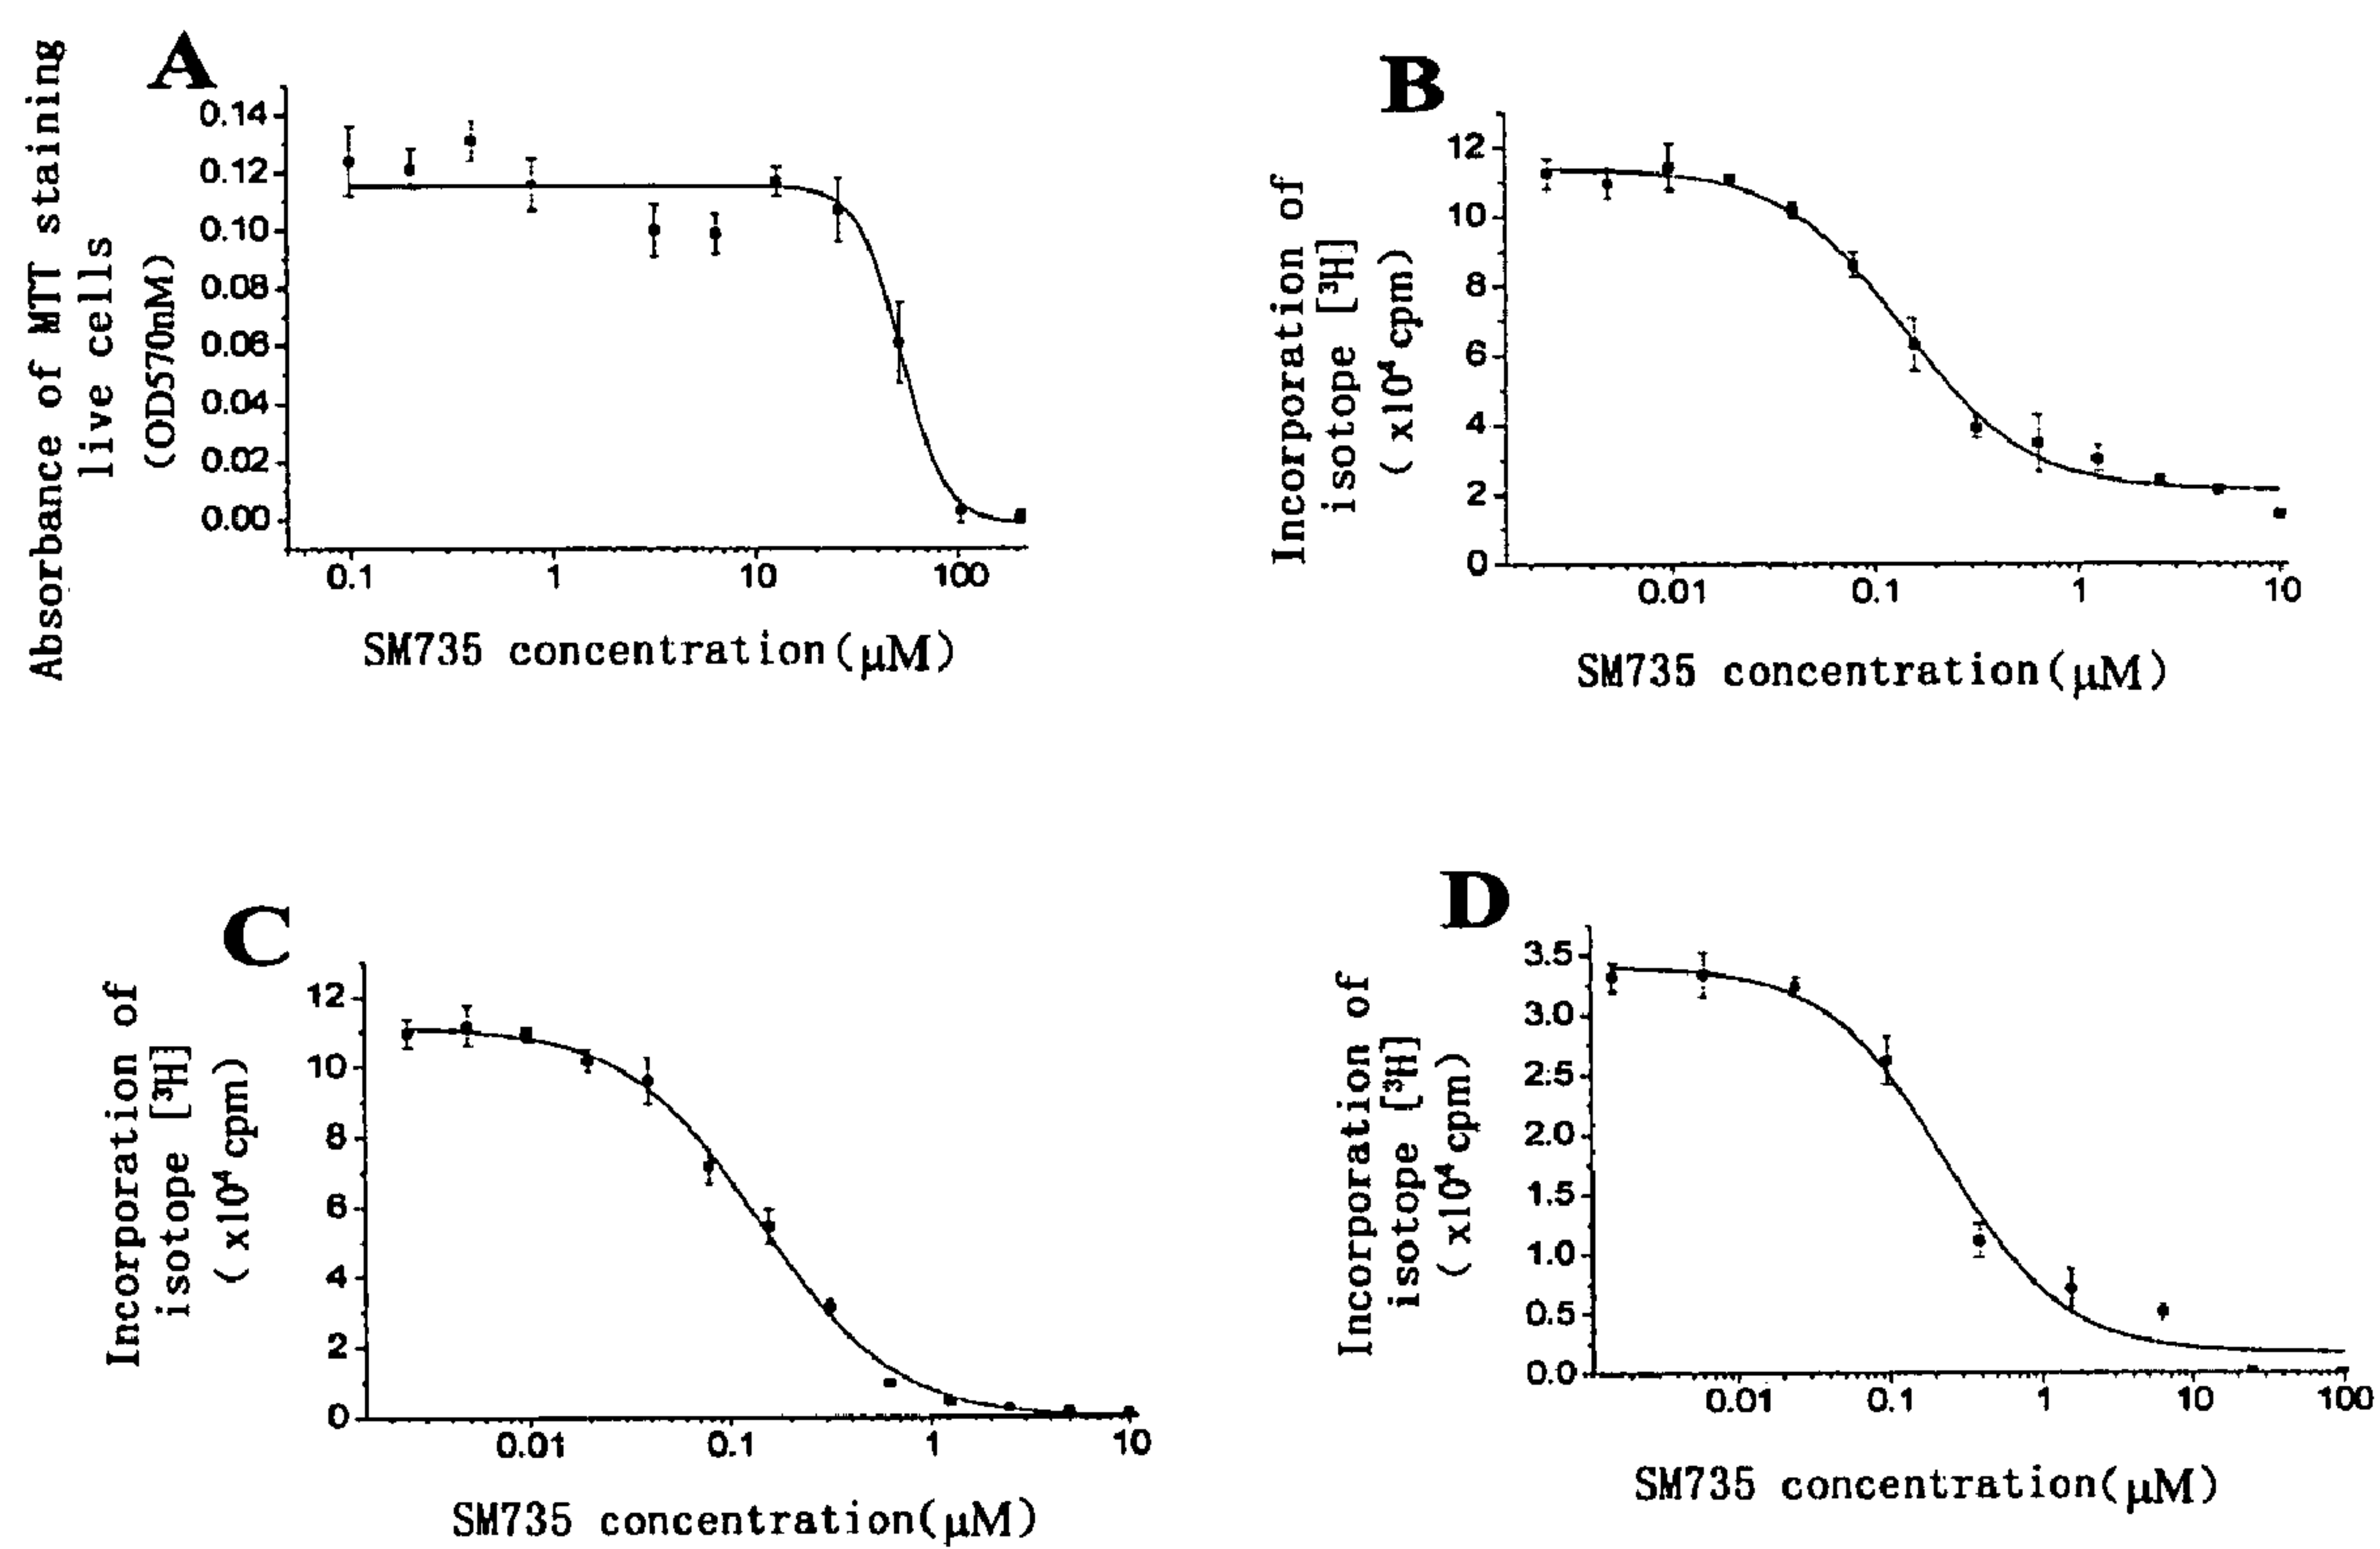 A
Absorbance of MTT staining
live cells
(OD570nM)
0.14
0.12
0.10
0.08
0.06
0.04
0.02
0.00
0.1
1
10
100
SM735 concentration(μM)
B
Incorporation of
isotope [³H]
(x10⁴cpm)
12
10
8
6
4
2
0
0.01
0.1
1
10
SM735 concentration(μM)
C
Incorporation of
isotope [³H]
(x10⁴cpm)
12
10
8
6
4
2
0
0.01
0.1
1
10
SM735 concentration(μM)
D
Incorporation of
isotope [³H]
(x10⁴cpm)
3.5
3.0
2.5
2.0
1.5
1.0
0.5
0.0
0.01
0.1
1
10
100
SM735 concentration(μM)